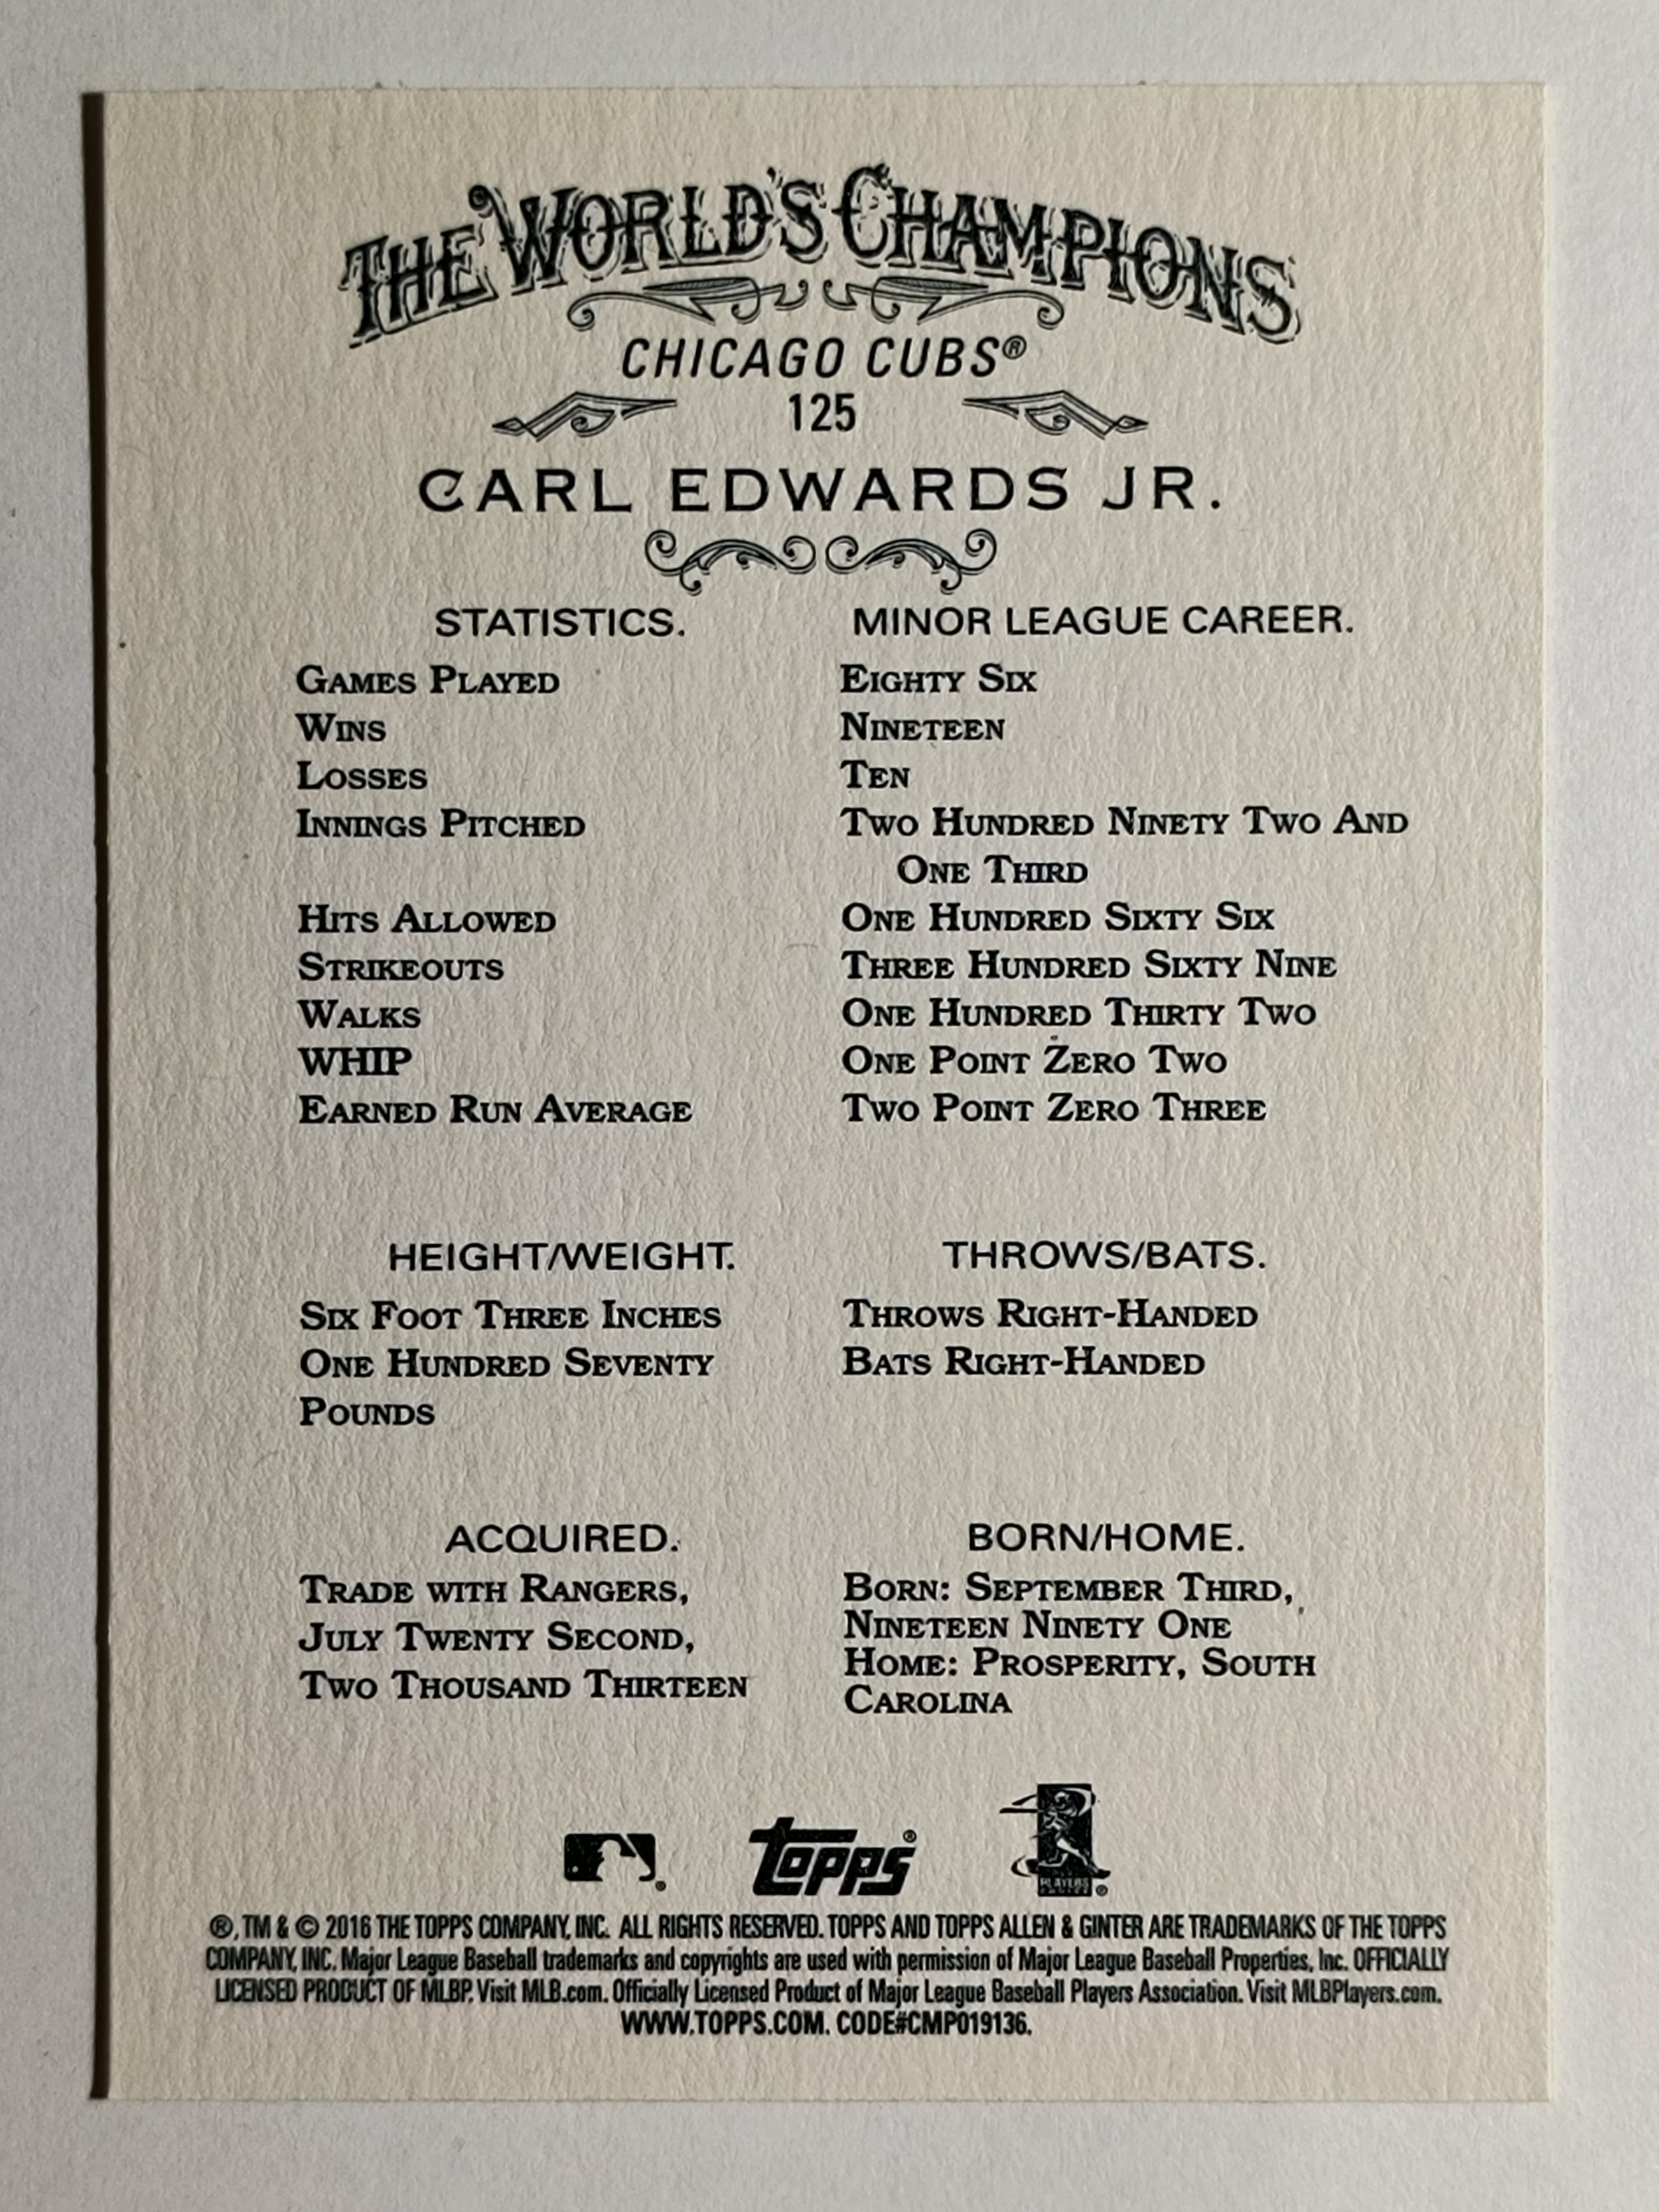 THE WORLD'S CHAMPIONS
CHICAGO CUBS®
125
CARL EDWARDS JR.
STATISTICS. MINOR LEAGUE CAREER.
GAMES PLAYED EIGHTY SIX
WINS NINETEEN
LOSSES TEN
INNINGS PITCHED TWO HUNDRED NINETY TWO AND
ONE THIRD
HITS ALLOWED ONE HUNDRED SIXTY SIX
STRIKEOUTS THREE HUNDRED SIXTY NINE
WALKS ONE HUNDRED THIRTY TWO
WHIP ONE POINT ZERO TWO
EARNED RUN AVERAGE TWO POINT ZERO THREE
HEIGHT/WEIGHT.
SIX FOOT THREE INCHES
ONE HUNDRED SEVENTY
POUNDS
THROWS/BATS.
THROWS RIGHT-HANDED
BATS RIGHT-HANDED
ACQUIRED.
TRADE WITH RANGERS,
JULY TWENTY SECOND,
TWO THOUSAND THIRTEEN
BORN/HOME.
BORN: SEPTEMBER THIRD,
NINETEEN NINETY ONE
HOME: PROSPERITY, SOUTH
CAROLINA
®
topps®
PLAYERS CHOICE ®
®, TM & © 2016 THE TOPPS COMPANY, INC. ALL RIGHTS RESERVED. TOPPS AND TOPPS ALLEN & GINTER ARE TRADEMARKS OF THE TOPPS
COMPANY, INC. Major League Baseball trademarks and copyrights are used with permission of Major League Baseball Properties, Inc. OFFICIALLY
LICENSED PRODUCT OF MLBP. Visit MLB.com. Officially Licensed Product of Major League Baseball Players Association. Visit MLBPlayers.com.
WWW.TOPPS.COM. CODE#CMP019136.